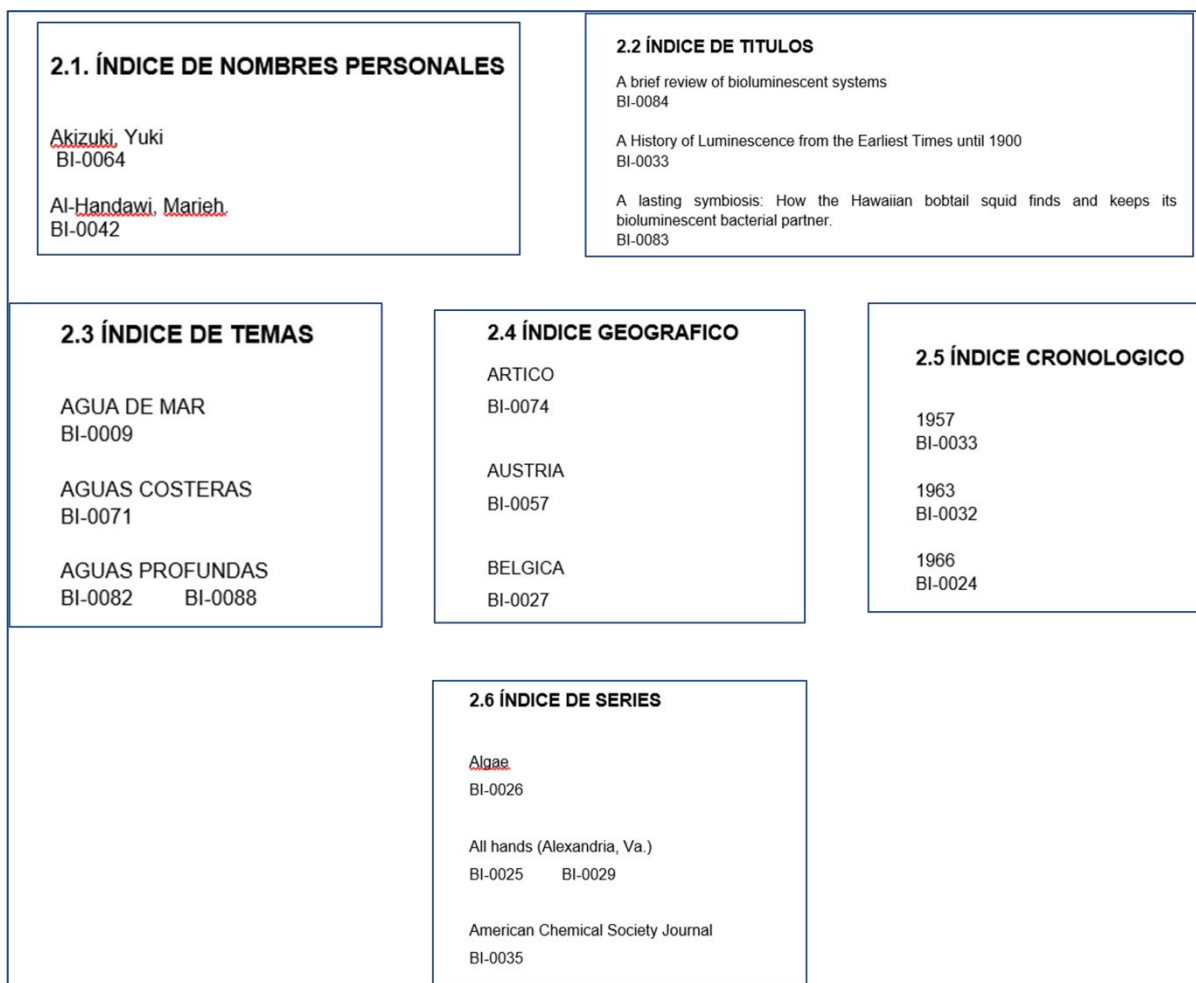 2.1. ÍNDICE DE NOMBRES PERSONALES
Akizuki, Yuki
BI-0064
Al-Handawi, Marieh.
BI-0042
2.2 ÍNDICE DE TITULOS
A brief review of bioluminescent systems
BI-0084
A History of Luminescence from the Earliest Times until 1900
BI-0033
A lasting symbiosis: How the Hawaiian bobtail squid finds and keeps its
bioluminescent bacterial partner.
BI-0083
2.3 ÍNDICE DE TEMAS
AGUA DE MAR
BI-0009
AGUAS COSTERAS
BI-0071
AGUAS PROFUNDAS
BI-0082 BI-0088
2.4 ÍNDICE GEOGRAFICO
ARTICO
BI-0074
AUSTRIA
BI-0057
BELGICA
BI-0027
2.5 ÍNDICE CRONOLOGICO
1957
BI-0033
1963
BI-0032
1966
BI-0024
2.6 ÍNDICE DE SERIES
Algae
BI-0026
All hands (Alexandria, Va.)
BI-0025 BI-0029
American Chemical Society Journal
BI-0035